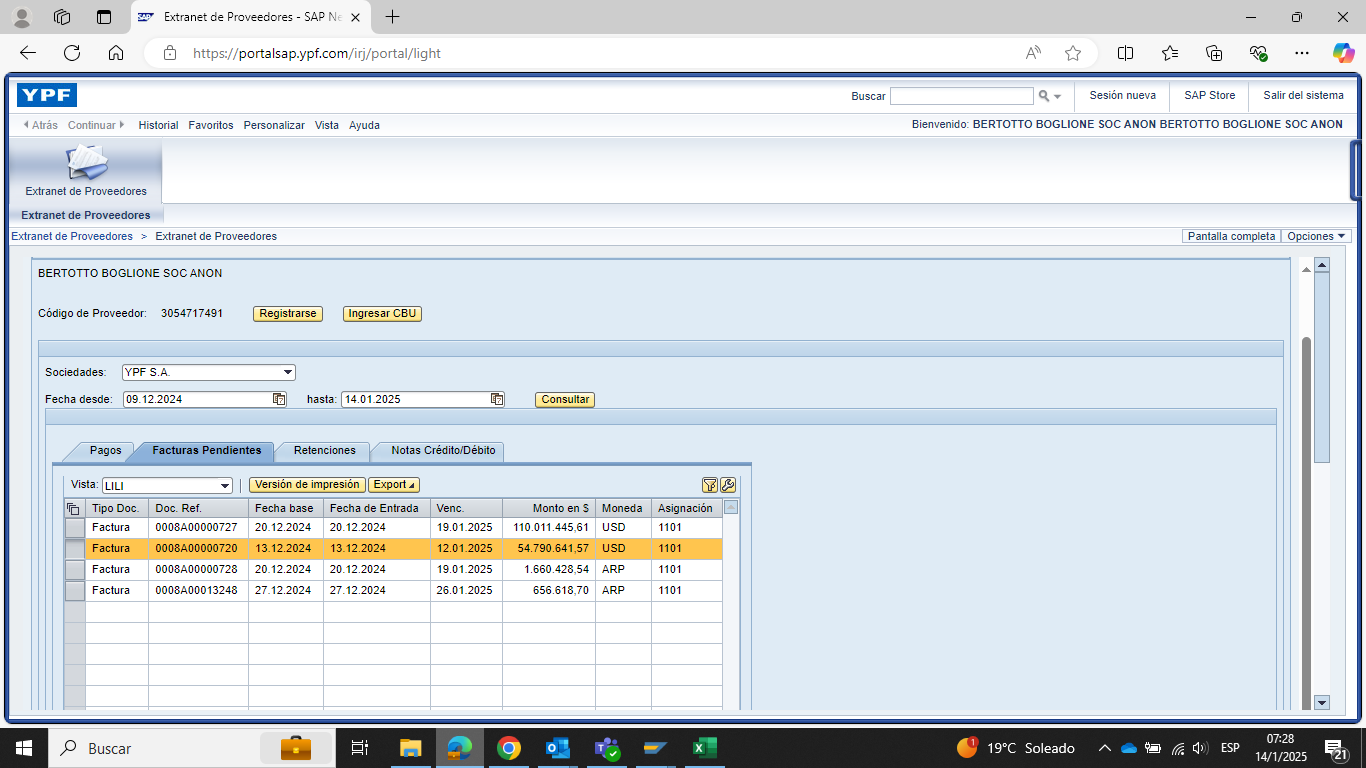 Extranet de Proveedores - SAP Ne
https://portalsap.ypf.com/irj/portal/light
YPF
Buscar
Sesión nueva
SAP Store
Salir del sistema
Atrás Continuar Historial Favoritos Personalizar Vista Ayuda
Bienvenido: BERTOTTO BOGLIONE SOC ANON BERTOTTO BOGLIONE SOC ANON
Extranet de Proveedores
Extranet de Proveedores
Extranet de Proveedores > Extranet de Proveedores
Pantalla completa Opciones
BERTOTTO BOGLIONE SOC ANON
Código de Proveedor: 3054717491 Registrarse Ingresar CBU
Sociedades: YPF S.A.
Fecha desde: 09.12.2024 hasta: 14.01.2025 Consultar
Pagos Facturas Pendientes Retenciones Notas Crédito/Débito
Vista: LILI Versión de impresión Export
Tipo Doc. Doc. Ref. Fecha base Fecha de Entrada Venc. Monto en $ Moneda Asignación
Factura 0008A00000727 20.12.2024 20.12.2024 19.01.2025 110.011.445,61 USD 1101
Factura 0008A00000720 13.12.2024 13.12.2024 12.01.2025 54.790.641,57 USD 1101
Factura 0008A00000728 20.12.2024 20.12.2024 19.01.2025 1.660.428,54 ARP 1101
Factura 0008A00013248 27.12.2024 27.12.2024 26.01.2025 656.618,70 ARP 1101
Buscar
1
19°C Soleado
ESP
07:28
14/1/2025
21